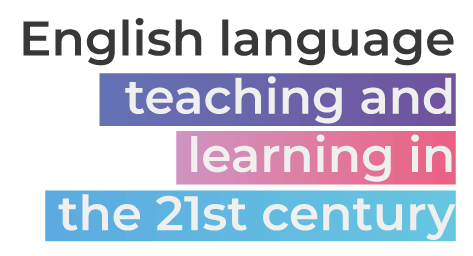 English language
teaching and
learning in
the 21st century